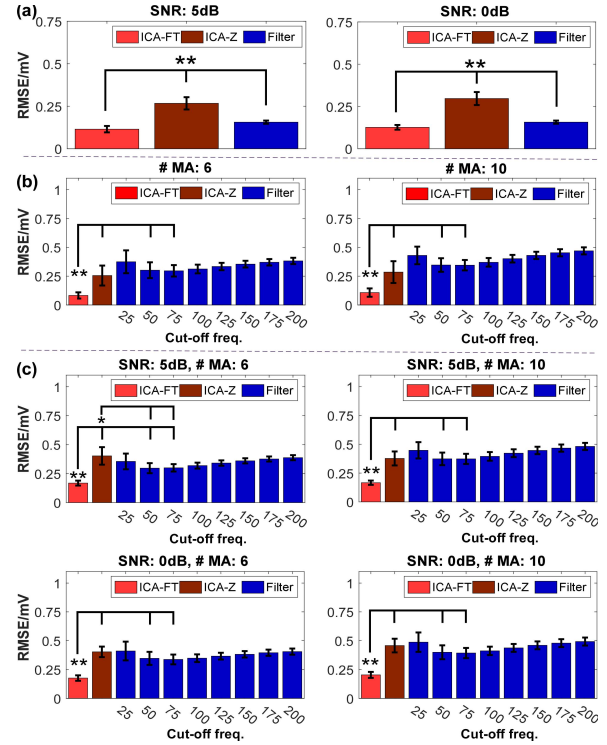 (a)
SNR: 5dB
SNR: 0dB
RMSE/mV
1
0.75
0.5
0.25
0
ICA-FT ICA-Z Filter
**
1
0.75
0.5
0.25
0
ICA-FT ICA-Z Filter
**
(b)
# MA: 6
# MA: 10
RMSE/mV
1
0.75
0.5
0.25
0
ICA-FT ICA-Z Filter
**
25 50 75 100 125 150 175 200
Cut-off freq.
1
0.75
0.5
0.25
0
ICA-FT ICA-Z Filter
**
25 50 75 100 125 150 175 200
Cut-off freq.
(c)
SNR: 5dB, # MA: 6
SNR: 5dB, # MA: 10
RMSE/mV
1
0.75
0.5
0.25
0
ICA-FT ICA-Z Filter
*
**
25 50 75 100 125 150 175 200
Cut-off freq.
1
0.75
0.5
0.25
0
ICA-FT ICA-Z Filter
**
25 50 75 100 125 150 175 200
Cut-off freq.
SNR: 0dB, # MA: 6
SNR: 0dB, # MA: 10
RMSE/mV
1
0.75
0.5
0.25
0
ICA-FT ICA-Z Filter
**
25 50 75 100 125 150 175 200
Cut-off freq.
1
0.75
0.5
0.25
0
ICA-FT ICA-Z Filter
**
25 50 75 100 125 150 175 200
Cut-off freq.